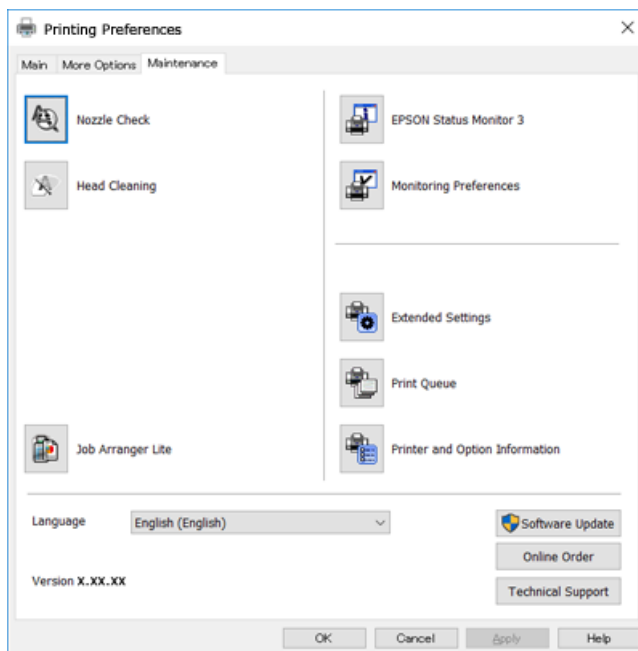 Printing Preferences
Main More Options Maintenance
Nozzle Check
EPSON Status Monitor 3
Head Cleaning
Monitoring Preferences
Extended Settings
Print Queue
Job Arranger Lite
Printer and Option Information
Language English (English)
Software Update
Online Order
Version X.XX.XX
Technical Support
OK Cancel Apply Help